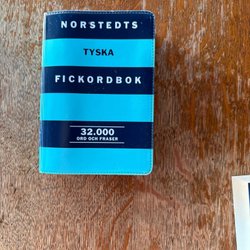 NORSTEDTS
TYSKA
FICKORDBOK
32.000
ORD OCH FRASER